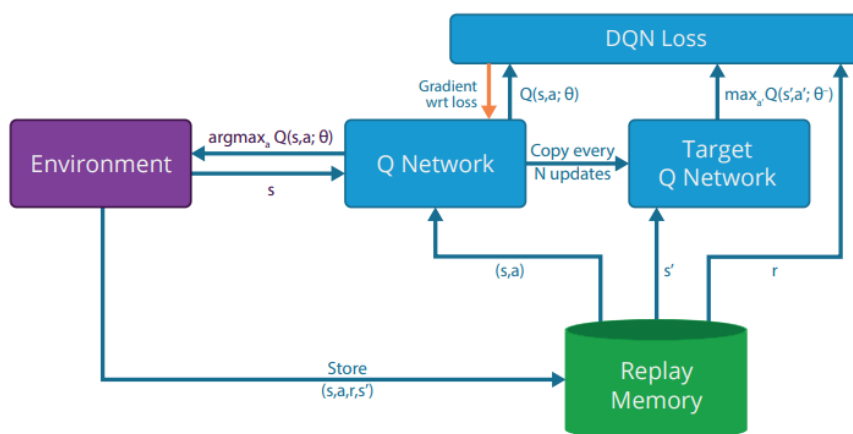 DQN Loss
Gradient
wrt loss
Q(s,a; θ)
maxₐ' Q(s',a'; θ⁻)
Environment
argmaxₐ Q(s,a; θ)
s
Q Network
Copy every
N updates
Target
Q Network
(s,a)
s'
r
Store
(s,a,r,s')
Replay
Memory